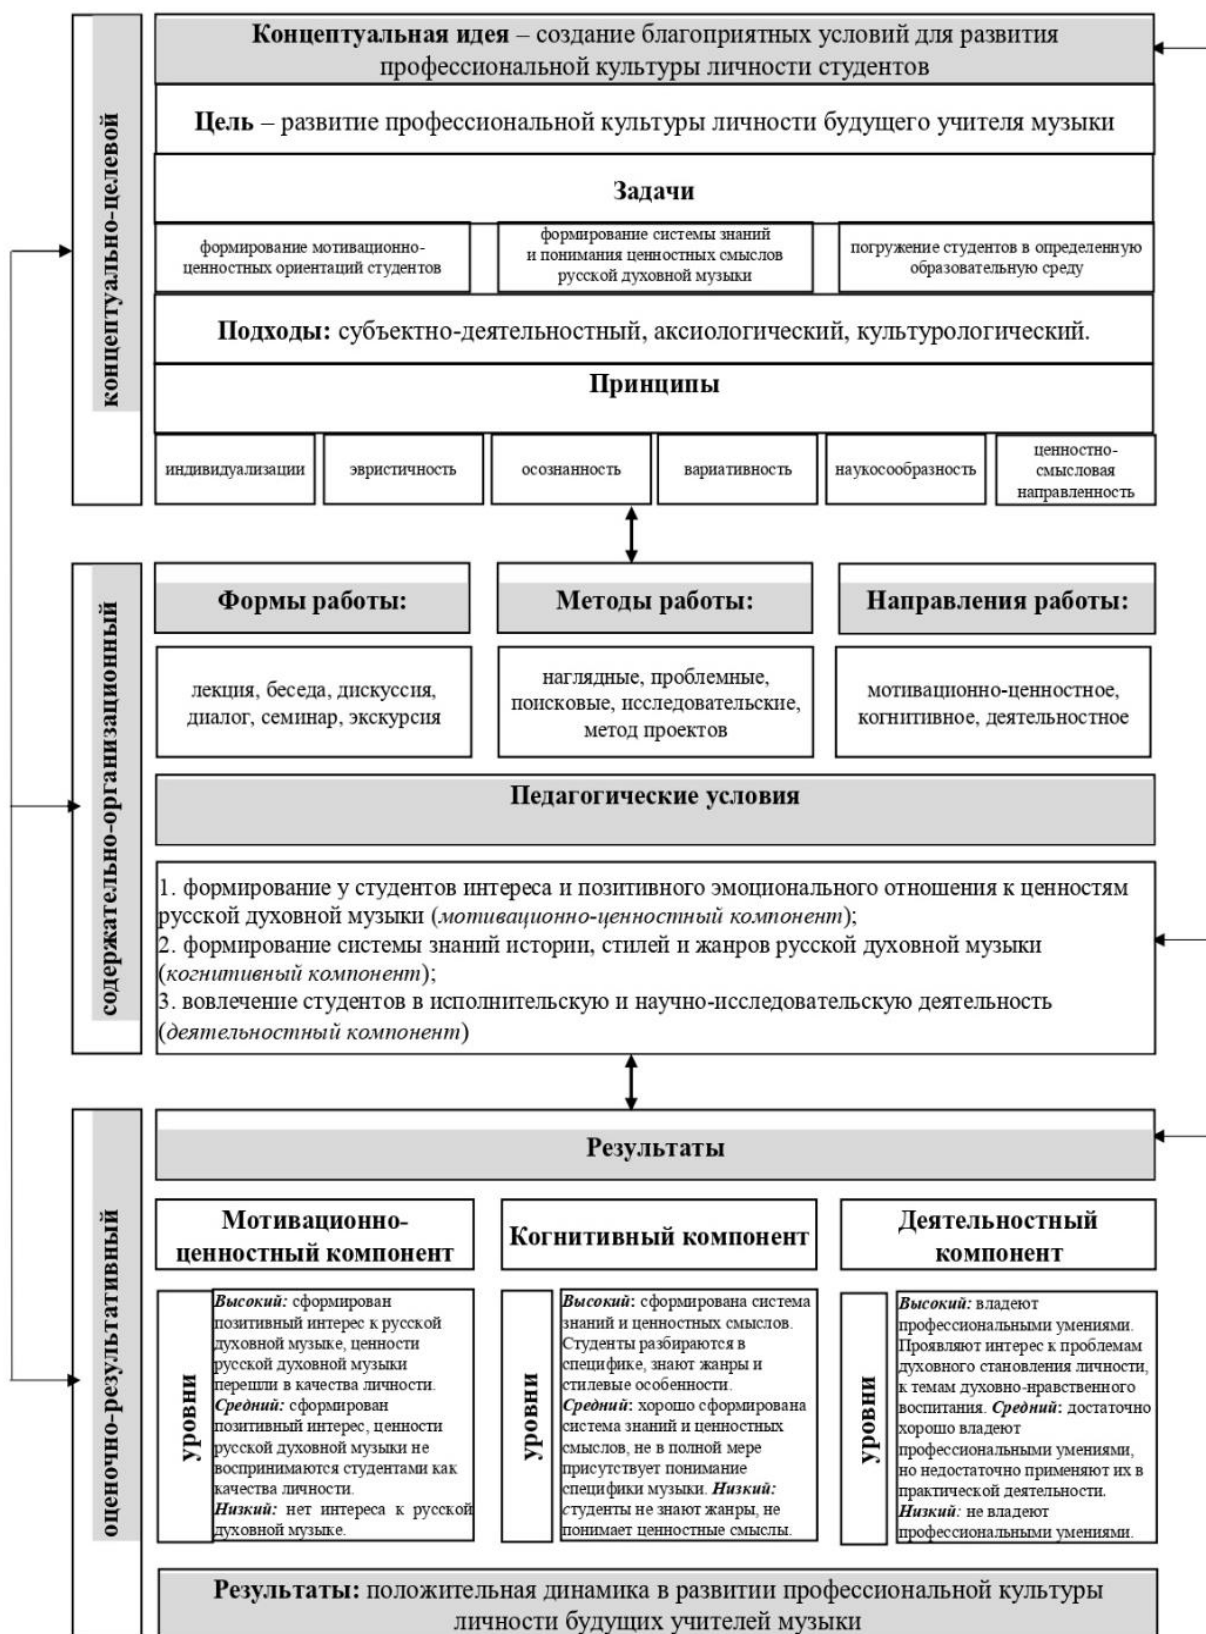 концептуально-целевой
Концептуальная идея – создание благоприятных условий для развития
профессиональной культуры личности студентов
Цель – развитие профессиональной культуры личности будущего учителя музыки
Задачи
формирование мотивационно-
ценностных ориентаций студентов
формирование системы знаний
и понимания ценностных смыслов
русской духовной музыки
погружение студентов в определенную
образовательную среду
Подходы: субъектно-деятельностный, аксиологический, культурологический.
Принципы
индивидуализации
эвристичность
осознанность
вариативность
наукосообразность
ценностно-
смысловая
направленность
содержательно-организационный
Формы работы:
лекция, беседа, дискуссия,
диалог, семинар, экскурсия
Методы работы:
наглядные, проблемные,
поисковые, исследовательские,
метод проектов
Направления работы:
мотивационно-ценностное,
когнитивное, деятельностное
Педагогические условия
1. формирование у студентов интереса и позитивного эмоционального отношения к ценностям
русской духовной музыки (мотивационно-ценностный компонент);
2. формирование системы знаний истории, стилей и жанров русской духовной музыки
(когнитивный компонент);
3. вовлечение студентов в исполнительскую и научно-исследовательскую деятельность
(деятельностный компонент)
оценочно-результативный
Результаты
Мотивационно-
ценностный компонент
уровни
Высокий: сформирован
позитивный интерес к русской
духовной музыке, ценности
русской духовной музыки
перешли в качества личности.
Средний: сформирован
позитивный интерес, ценности
русской духовной музыки не
воспринимаются студентами как
качества личности.
Низкий: нет интереса к русской
духовной музыке.
Когнитивный компонент
уровни
Высокий: сформирована система
знаний и ценностных смыслов.
Студенты разбираются в
специфике, знают жанры и
стилевые особенности.
Средний: хорошо сформирована
система знаний и ценностных
смыслов, не в полной мере
присутствует понимание
специфики музыки. Низкий:
студенты не знают жанры, не
понимает ценностные смыслы.
Деятельностный
компонент
уровни
Высокий: владеют
профессиональными умениями.
Проявляют интерес к проблемам
духовного становления личности,
к темам духовно-нравственного
воспитания. Средний: достаточно
хорошо владеют
профессиональными умениями,
но недостаточно применяют их в
практической деятельности.
Низкий: не владеют
профессиональными умениями.
Результаты: положительная динамика в развитии профессиональной культуры
личности будущих учителей музыки